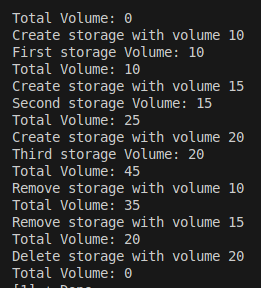 Total Volume: 0
Create storage with volume 10
First storage Volume: 10
Total Volume: 10
Create storage with volume 15
Second storage Volume: 15
Total Volume: 25
Create storage with volume 20
Third storage Volume: 20
Total Volume: 45
Remove storage with volume 10
Total Volume: 35
Remove storage with volume 15
Total Volume: 20
Delete storage with volume 20
Total Volume: 0
[1] + Done